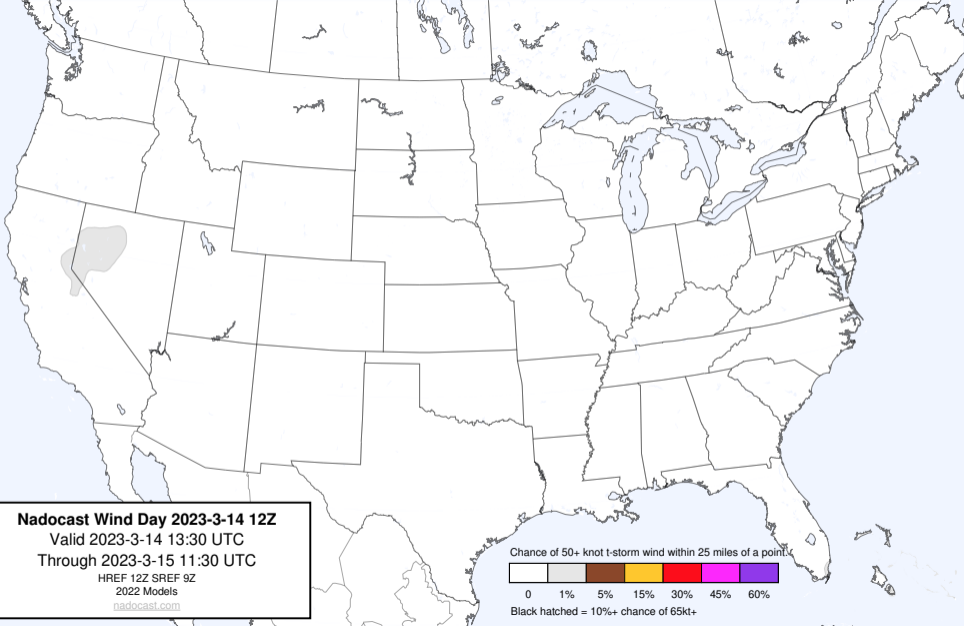 Nadocast Wind Day 2023-3-14 12Z
Valid 2023-3-14 13:30 UTC
Through 2023-3-15 11:30 UTC
HREF 12Z SREF 9Z
2022 Models
nadocast.com
Chance of 50+ knot t-storm wind within 25 miles of a point.
0 1% 5% 15% 30% 45% 60%
Black hatched = 10%+ chance of 65kt+